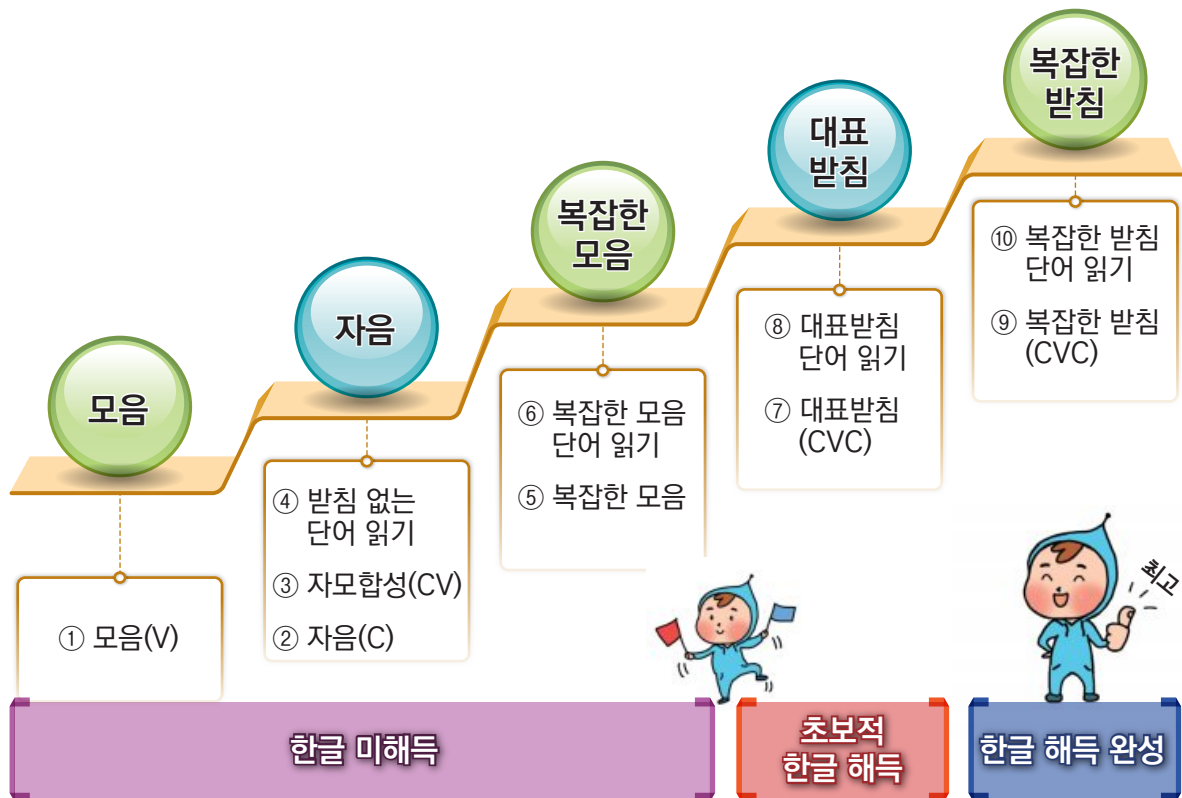 모음
① 모음(V)
자음
④ 받침 없는
단어 읽기
③ 자모합성(CV)
② 자음(C)
복잡한
모음
⑥ 복잡한 모음
단어 읽기
⑤ 복잡한 모음
대표
받침
⑧ 대표받침
단어 읽기
⑦ 대표받침
(CVC)
복잡한
받침
⑩ 복잡한 받침
단어 읽기
⑨ 복잡한 받침
(CVC)
최고
한글 미해득
초보적
한글 해득
한글 해득 완성